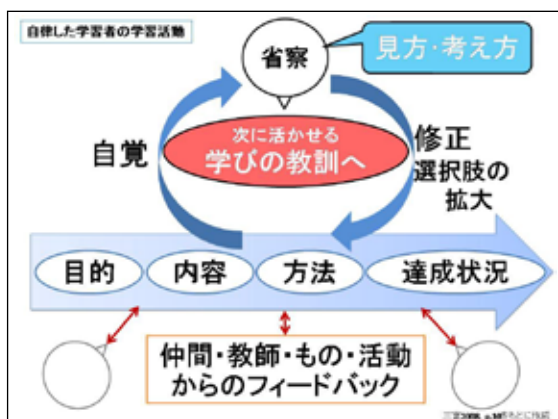 自律した学習者の学習活動
省察
見方・考え方
自覚
次に活かせる
学びの教訓へ
修正
選択肢の
拡大
目的
内容
方法
達成状況
仲間・教師・もの・活動
からのフィードバック